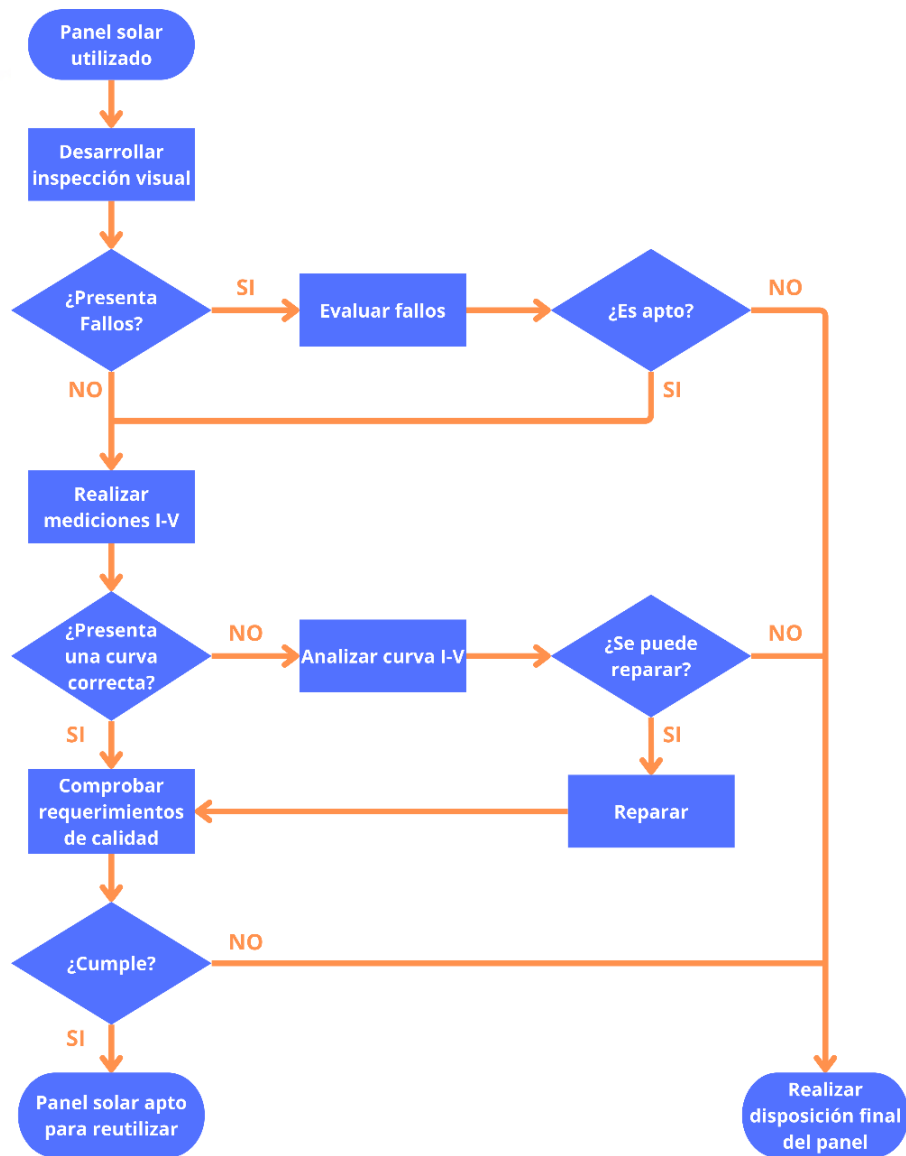 Panel solar
utilizado
Desarrollar
inspección visual
¿Presenta
Fallos?
SI
Evaluar fallos
¿Es apto?
NO
NO
SI
Realizar
mediciones I-V
¿Presenta
una curva
correcta?
NO
Analizar curva I-V
¿Se puede
reparar?
NO
SI
SI
Comprobar
requerimientos
de calidad
Reparar
¿Cumple?
NO
SI
Panel solar apto
para reutilizar
Realizar
disposición final
del panel